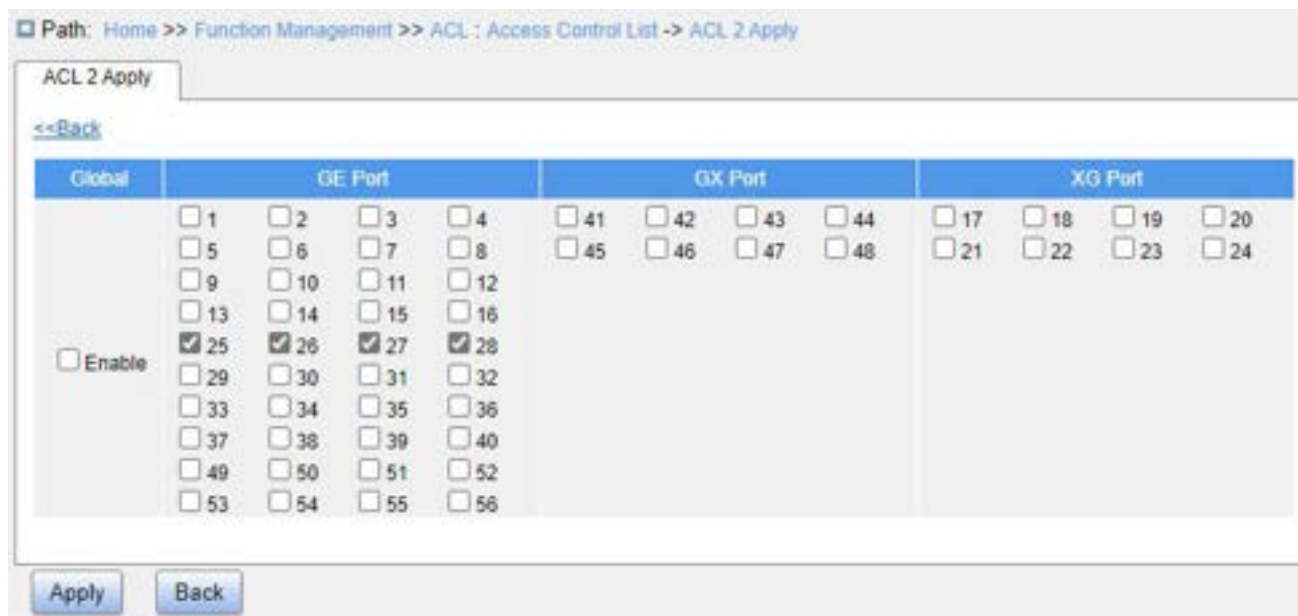 Path: Home >> Function Management >> ACL : Access Control List -> ACL 2 Apply
ACL 2 Apply
<<Back
Global GE Port GX Port XG Port
1 2 3 4 41 42 43 44 17 18 19 20
5 6 7 8 45 46 47 48 21 22 23 24
9 10 11 12
13 14 15 16
25 26 27 28
Enable
29 30 31 32
33 34 35 36
37 38 39 40
49 50 51 52
53 54 55 56
Apply Back